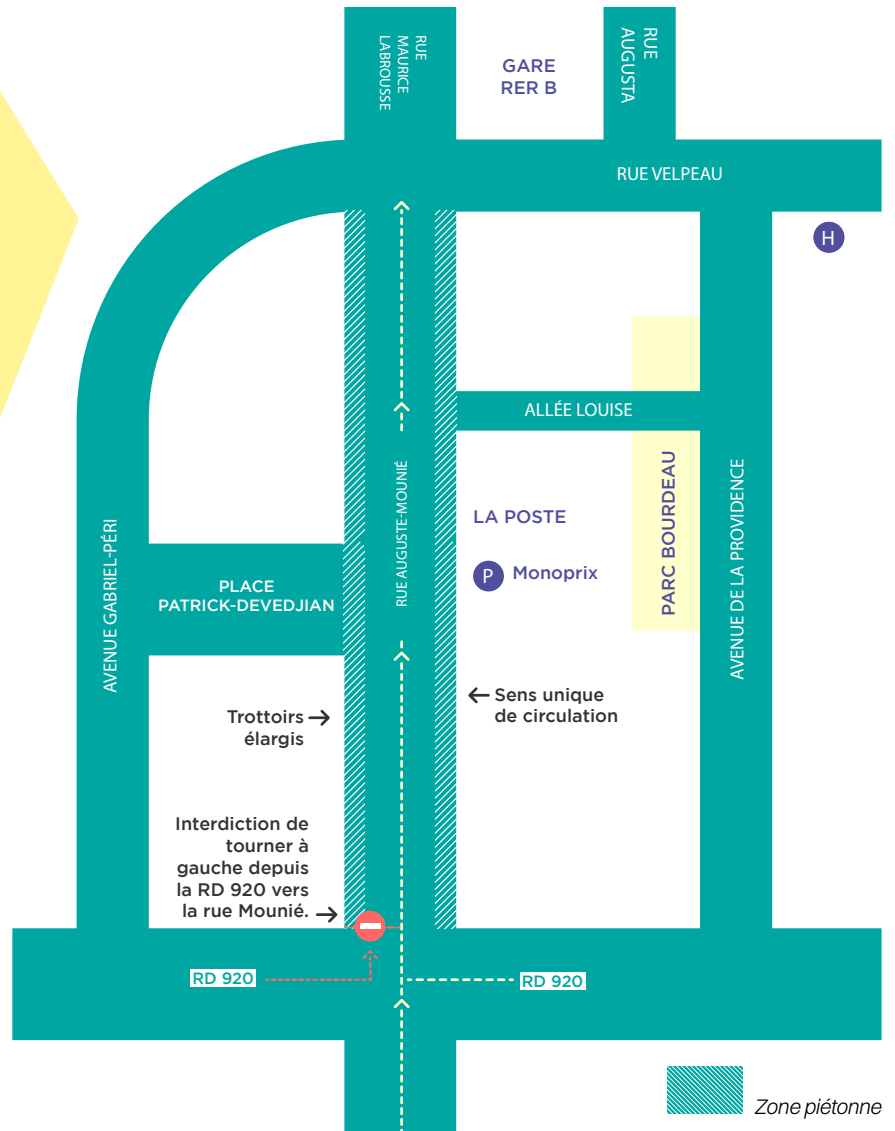 RUE
MAURICE
LABROUSSE
GARE
RER B
RUE
AUGUSTA
RUE VELPEAU
H
ALLÉE LOUISE
LA POSTE
P Monoprix
PARC BOURDEAU
AVENUE DE LA PROVIDENCE
RUE AUGUSTE-MOUNIÉ
AVENUE GABRIEL-PÉRI
PLACE
PATRICK-DEVEDJIAN
Trottoirs
élargis
Sens unique
de circulation
Interdiction de
tourner à
gauche depuis
la RD 920 vers
la rue Mounié.
RD 920
RD 920
Zone piétonne